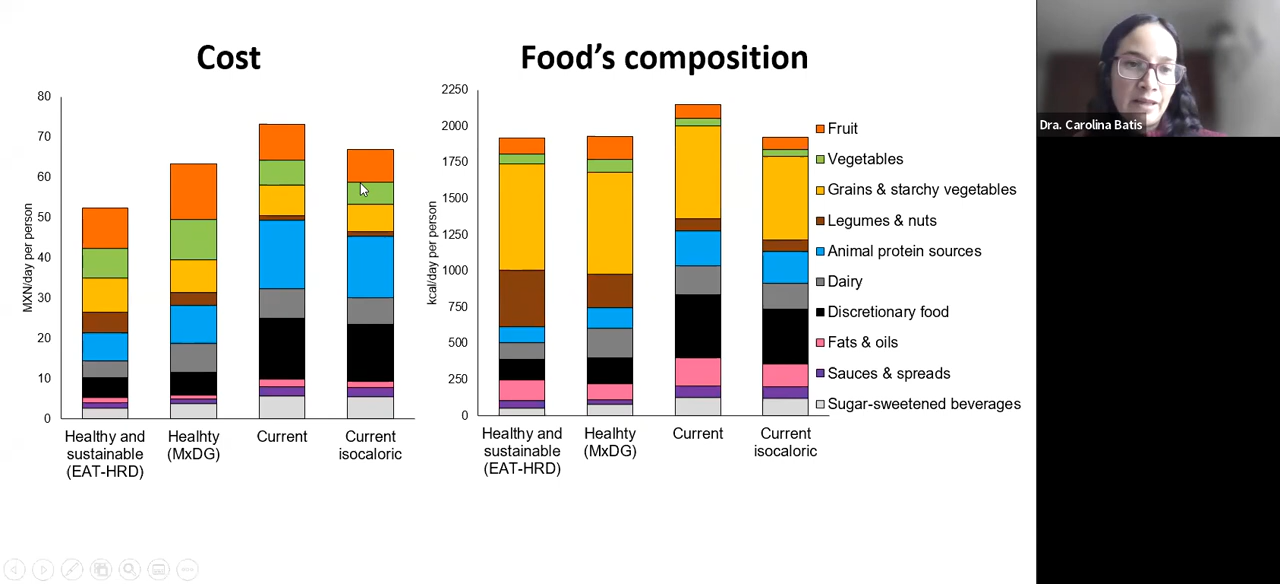 Cost
Food's composition
80
70
60
50
40
30
20
10
0
MXN/day per person
Healthy and
sustainable
(EAT-HRD)
Healhty
(MxDG)
Current
Current
isocaloric
2250
2000
1750
1500
1250
1000
750
500
250
0
kcal/day per person
Healthy and
sustainable
(EAT-HRD)
Healhty
(MxDG)
Current
Current
isocaloric
Fruit
Vegetables
Grains & starchy vegetables
Legumes & nuts
Animal protein sources
Dairy
Discretionary food
Fats & oils
Sauces & spreads
Sugar-sweetened beverages
Dra. Carolina Batis